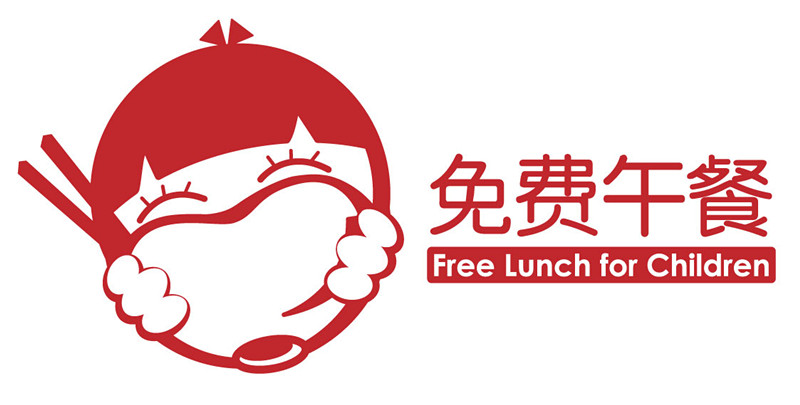 免费午餐
Free Lunch for Children